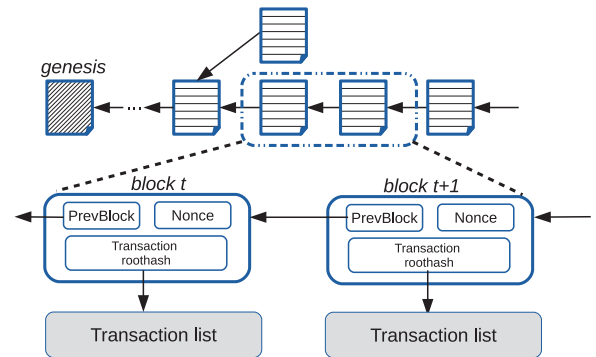 genesis
...
block t
block t+1
PrevBlock
Nonce
PrevBlock
Nonce
Transaction
roothash
Transaction
roothash
Transaction list
Transaction list